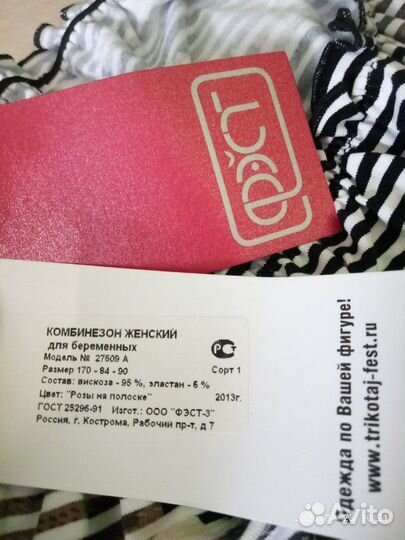 Фэст
КОМБИНЕЗОН ЖЕНСКИЙ
для беременных
Модель № 27509 А
Размер 170 - 84 - 90
Сорт 1
Состав: вискоза - 95 %, эластан - 5 %
Цвет: "Розы на полоске"
2013г.
ГОСТ 25296-91 Изгот.: ООО "ФЭСТ-3"
Россия, г. Кострома, Рабочий пр-т, д 7
РСТ
Одежда по Вашей фигуре!
www.trikotaj-fest.ru
Avito